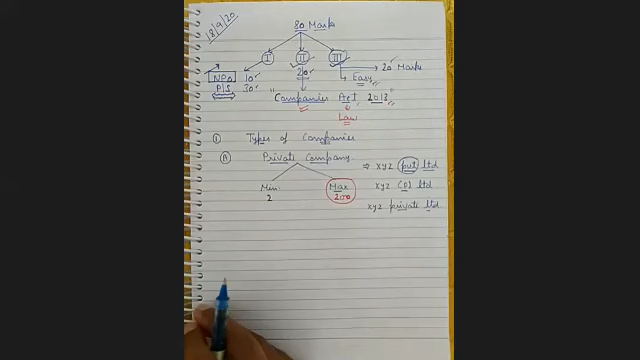 18/9/20
80 Marks
I II III
20 Marks
NPO 10
20
Easy
P/S 30
"Companies Act 2013"
Law
① Types of Companies
Ⓐ Private Company
⇒ xyz pvt ltd
xyz (P) ltd
xyz private ltd
Min. Max
2 200